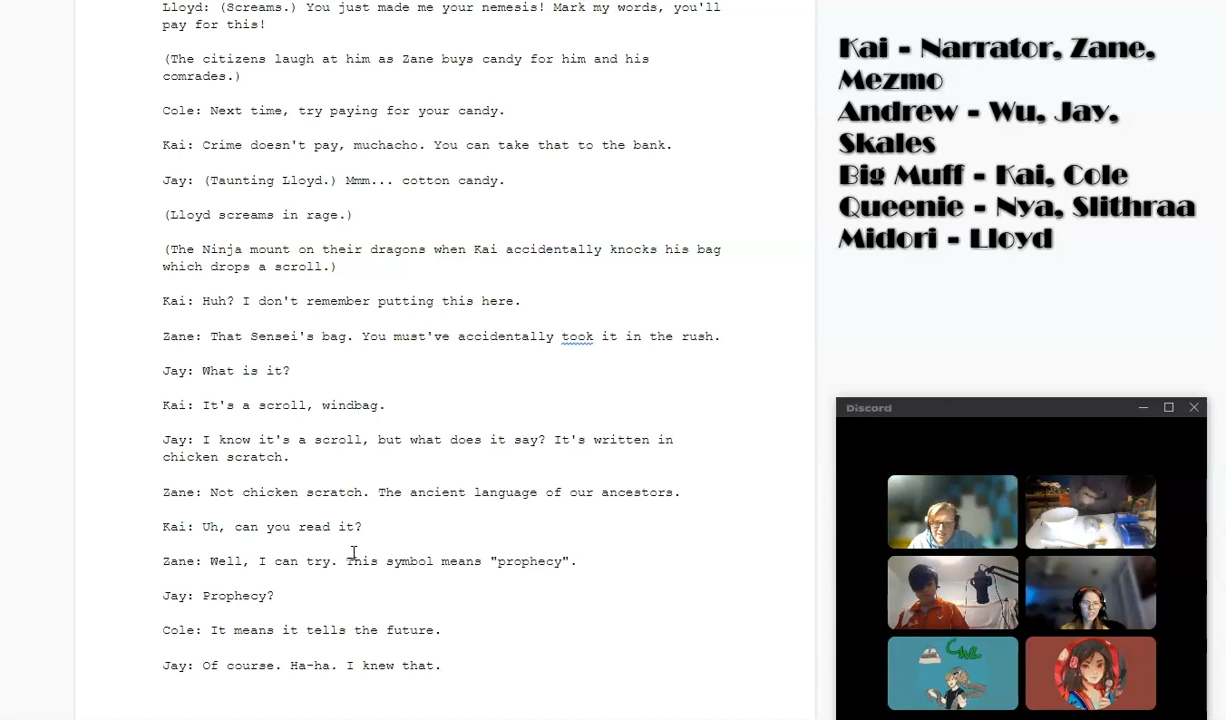 Lloyd: (Screams.) You just made me your nemesis! Mark my words, you'll
pay for this!
(The citizens laugh at him as Zane buys candy for him and his
comrades.)
Cole: Next time, try paying for your candy.
Kai: Crime doesn't pay, muchacho. You can take that to the bank.
Jay: (Taunting Lloyd.) Mmm... cotton candy.
(Lloyd screams in rage.)
(The Ninja mount on their dragons when Kai accidentally knocks his bag
which drops a scroll.)
Kai: Huh? I don't remember putting this here.
Zane: That Sensei's bag. You must've accidentally took it in the rush.
Jay: What is it?
Kai: It's a scroll, windbag.
Jay: I know it's a scroll, but what does it say? It's written in
chicken scratch.
Zane: Not chicken scratch. The ancient language of our ancestors.
Kai: Uh, can you read it?
Zane: Well, I can try. This symbol means "prophecy".
Jay: Prophecy?
Cole: It means it tells the future.
Jay: Of course. Ha-ha. I knew that.
Kai - Narrator, Zane,
Mezmo
Andrew - Wu, Jay,
Skales
Big Muff - Kai, Cole
Queenie - Nya, Slithraa
Midori - Lloyd
Discord